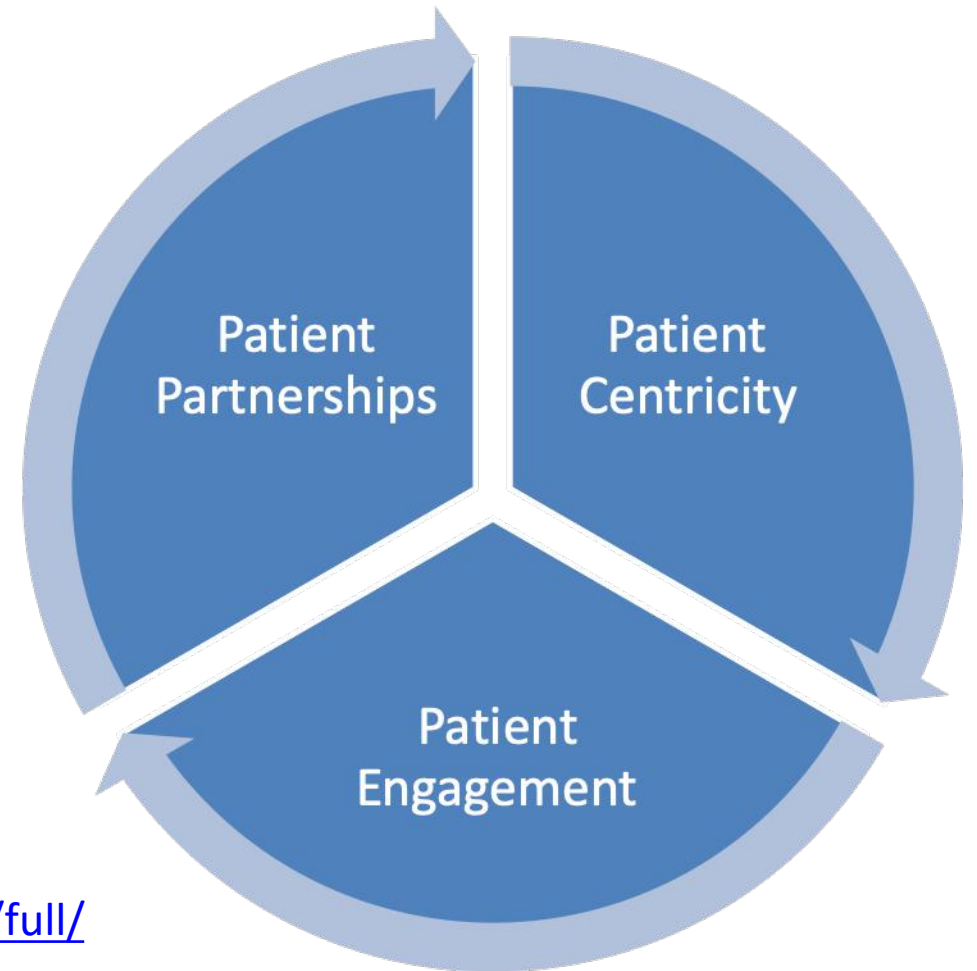 Patient
Partnerships
Patient
Centricity
Patient
Engagement
/full/